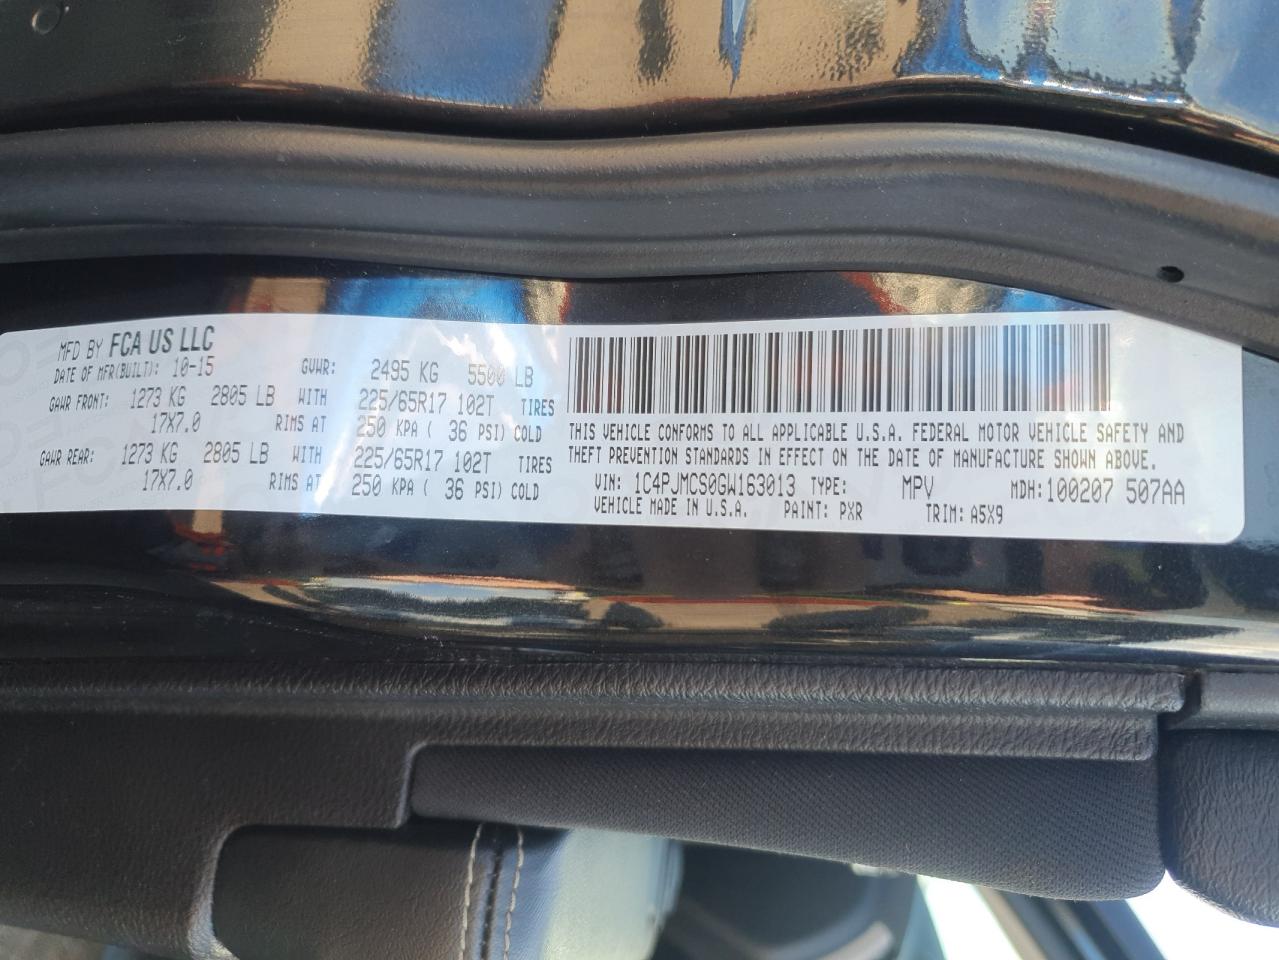 MFD BY FCA US LLC
DATE OF MFR(BUILT): 10-15 GVWR: 2495 KG 5500 LB
GAWR FRONT: 1273 KG 2805 LB WITH 225/65R17 102T TIRES
17X7.0 RIMS AT 250 KPA ( 36 PSI) COLD
GAWR REAR: 1273 KG 2805 LB WITH 225/65R17 102T TIRES
17X7.0 RIMS AT 250 KPA ( 36 PSI) COLD
THIS VEHICLE CONFORMS TO ALL APPLICABLE U.S.A. FEDERAL MOTOR VEHICLE SAFETY AND
THEFT PREVENTION STANDARDS IN EFFECT ON THE DATE OF MANUFACTURE SHOWN ABOVE.
VIN: 1C4PJMCS0GW163013 TYPE: MPV MDH:100207 507AA
VEHICLE MADE IN U.S.A. PAINT: PXR TRIM: A5X9